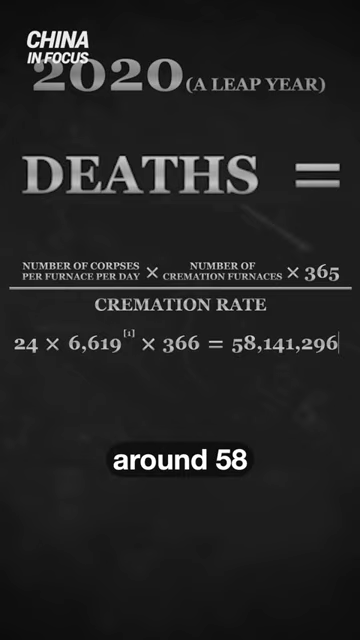 CHINA
IN FOCUS
2020 (A LEAP YEAR)
DEATHS =
NUMBER OF CORPSES PER FURNACE PER DAY × NUMBER OF CREMATION FURNACES × 365
CREMATION RATE
24 × 6,619[1] × 366 = 58,141,296
around 58